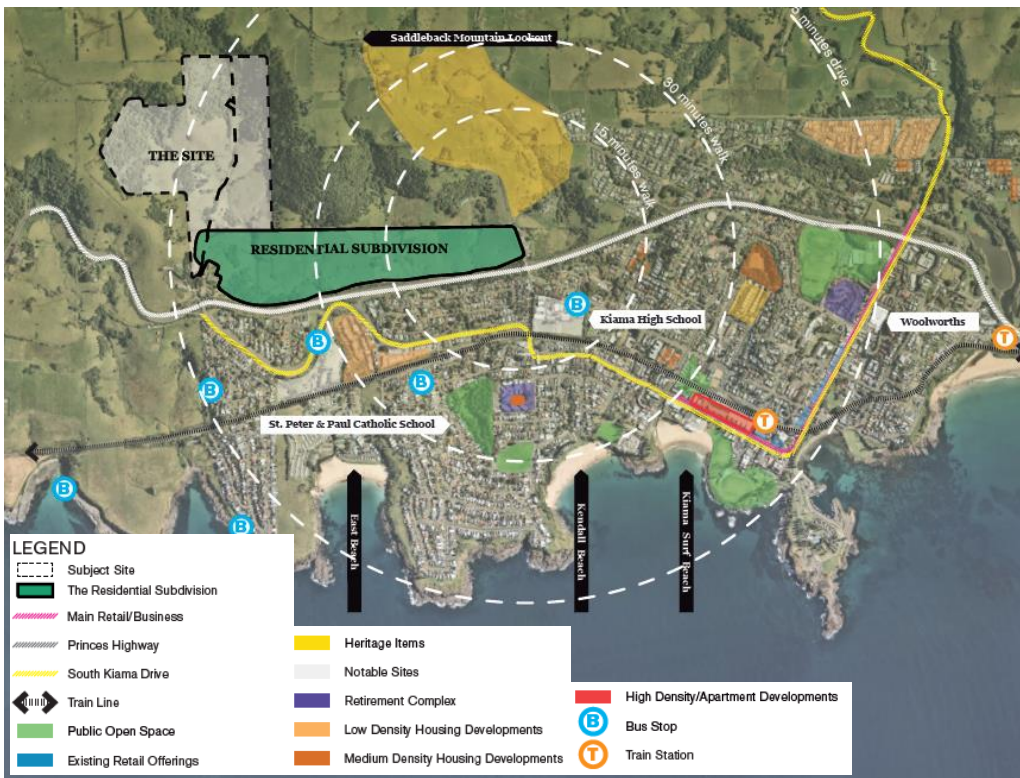 Saddleback Mountain Lookout
5 minutes drive
30 minutes walk
15 minutes walk
THE SITE
RESIDENTIAL SUBDIVISION
B
Kiama High School
Woolworths
T
B
B
B
St. Peter & Paul Catholic School
T
B
B
East Beach
Kendall Beach
Kiama Surf Beach
LEGEND
Subject Site
The Residential Subdivision
Main Retail/Business
Princes Highway
South Kiama Drive
Train Line
Public Open Space
Existing Retail Offerings
Heritage Items
Notable Sites
Retirement Complex
Low Density Housing Developments
Medium Density Housing Developments
High Density/Apartment Developments
B Bus Stop
T Train Station